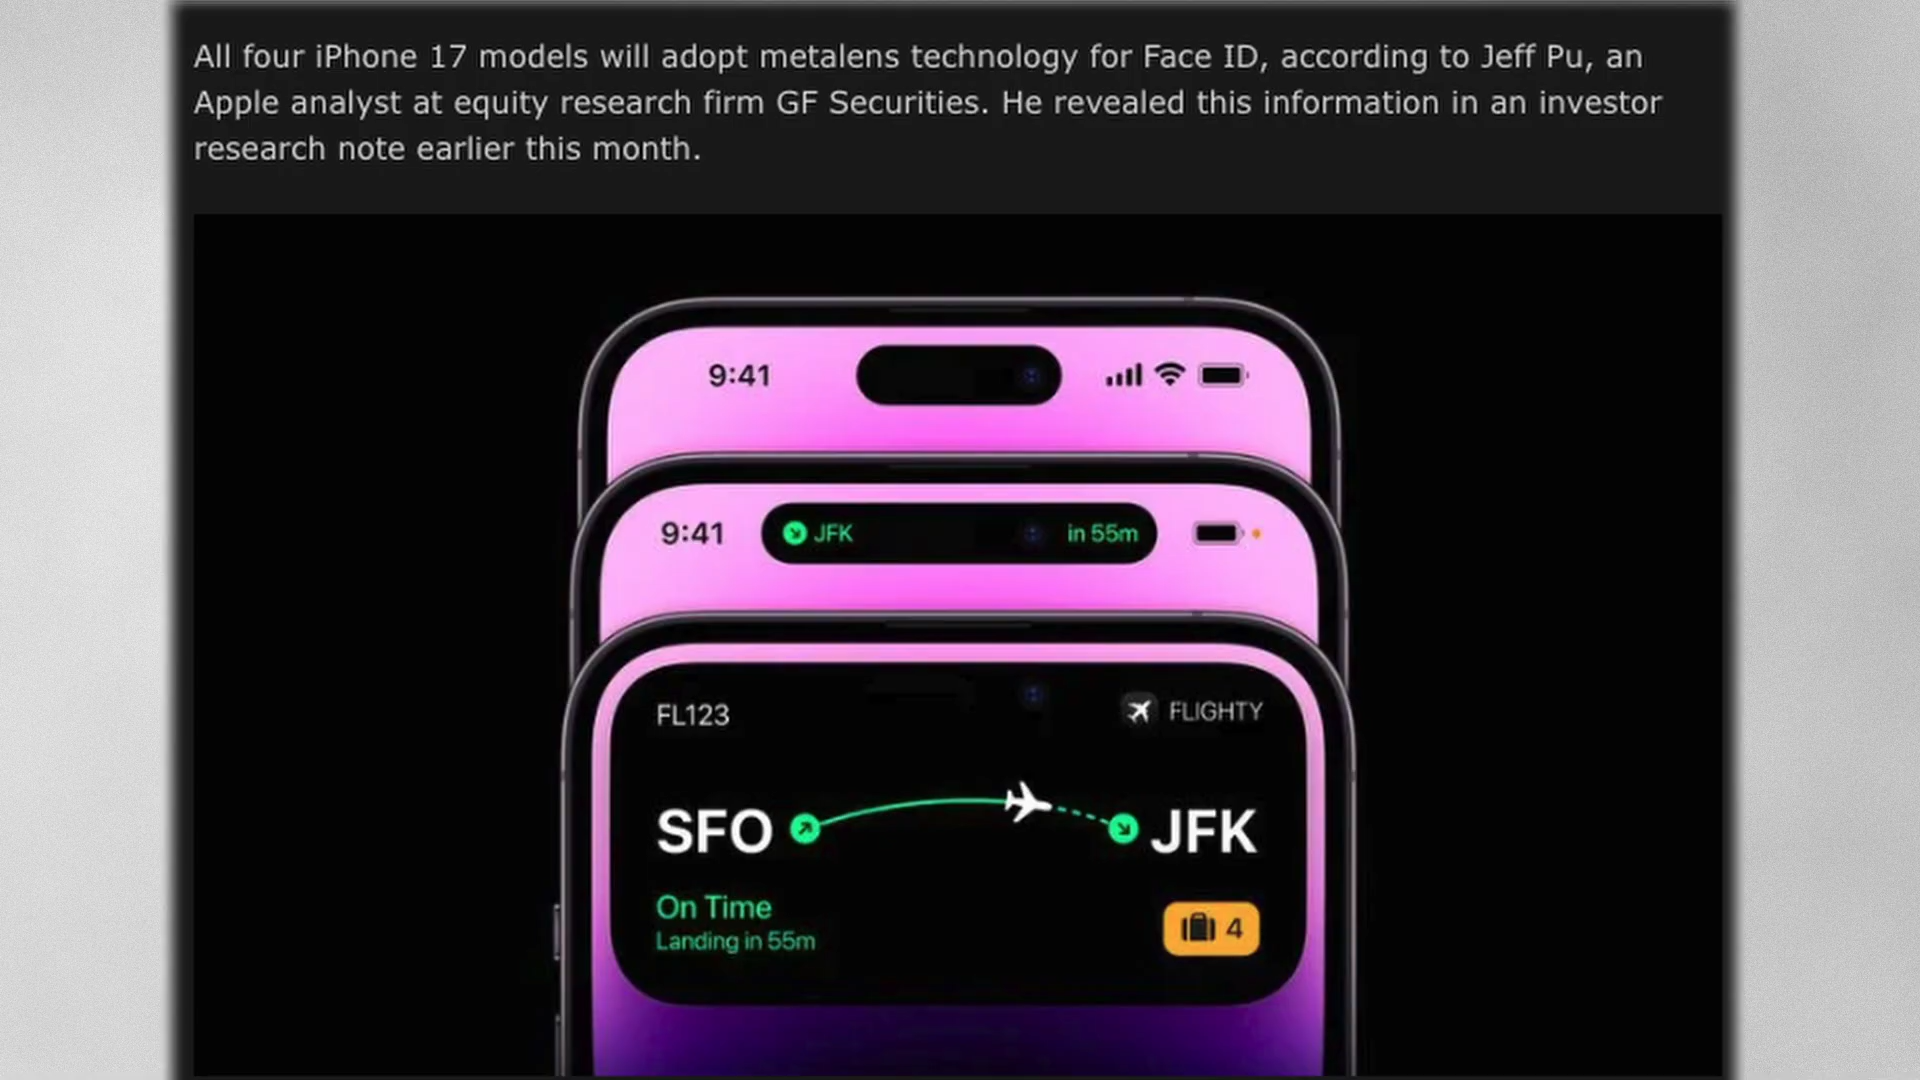 All four iPhone 17 models will adopt metalens technology for Face ID, according to Jeff Pu, an
Apple analyst at equity research firm GF Securities. He revealed this information in an investor
research note earlier this month.
9:41
9:41 JFK in 55m
FL123 FLIGHTY
SFO JFK
On Time
Landing in 55m
4